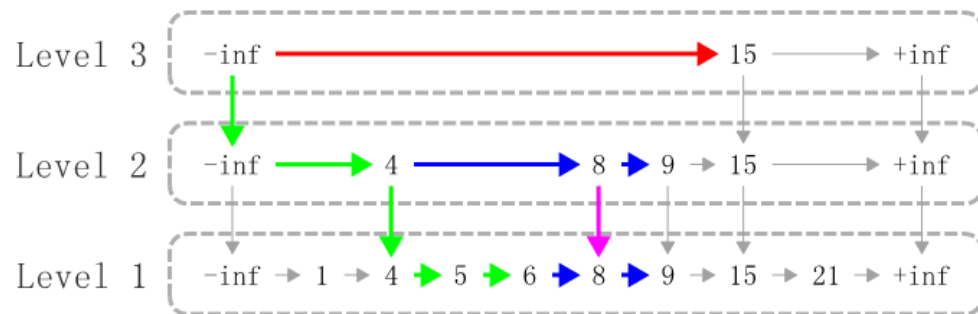 Level 3 -inf 15 +inf
Level 2 -inf 4 8 9 15 +inf
Level 1 -inf 1 4 5 6 8 9 15 21 +inf